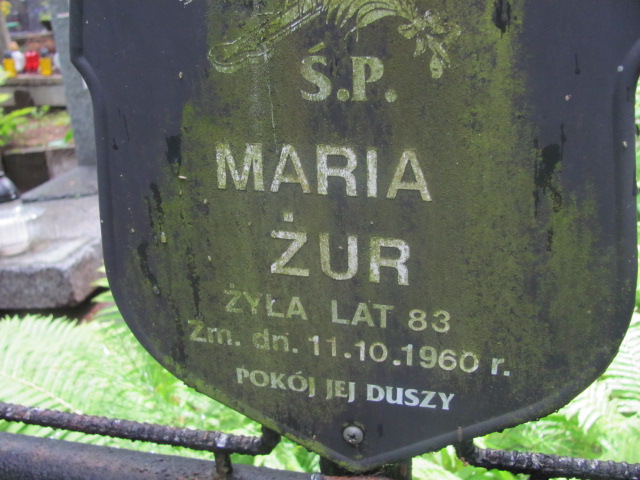 Ś.P.
MARIA
ŻUR
ŻYŁA LAT 83
Zm. dn. 11.10.1960 r.
POKÓJ JEJ DUSZY